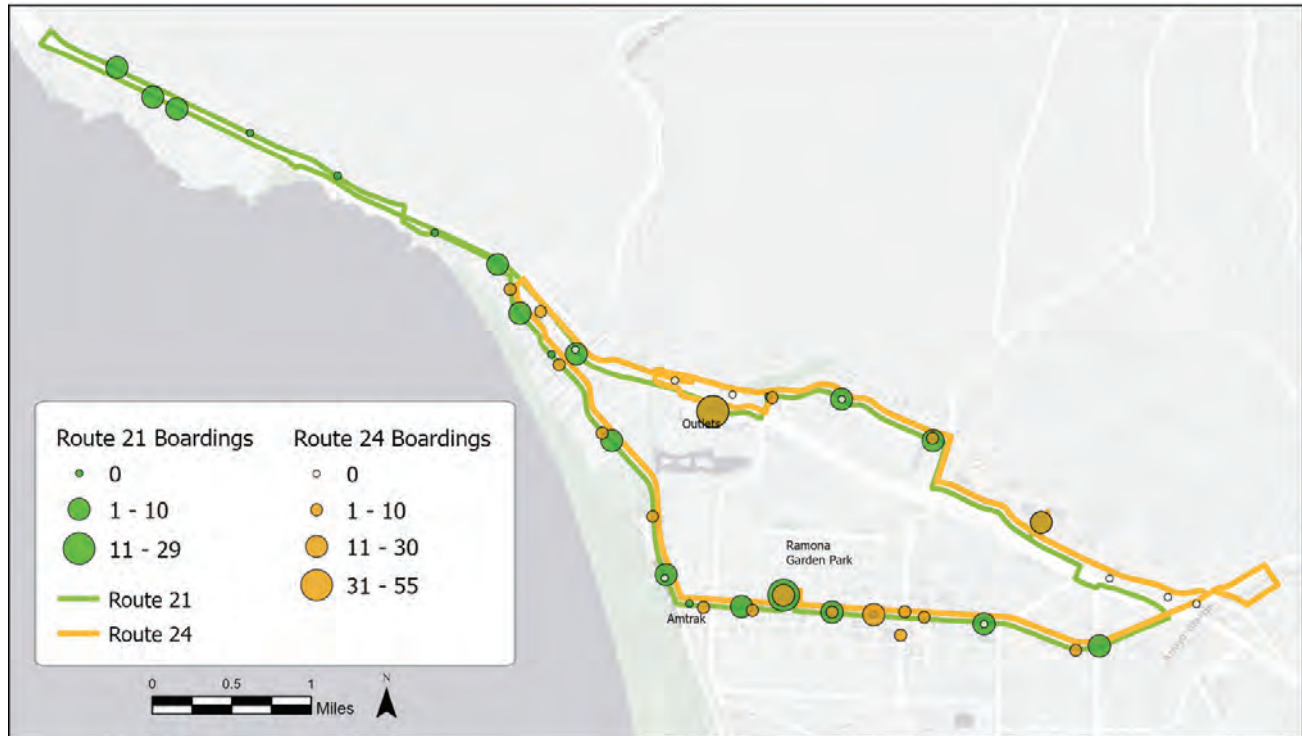 Outlets
Ramona
Garden Park
Amtrak
Route 21 Boardings
0
1 - 10
11 - 29
Route 21
Route 24
Route 24 Boardings
0
1 - 10
11 - 30
31 - 55
0 0.5 1
Miles
N